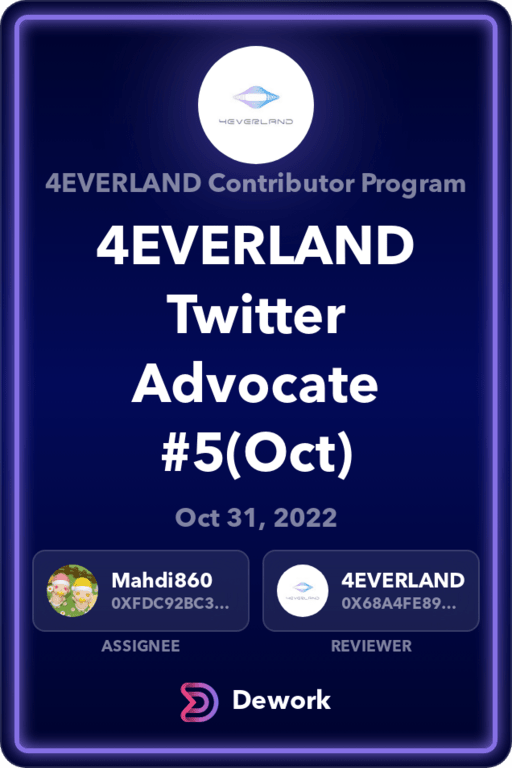 4EVERLAND
4EVERLAND Contributor Program
4EVERLAND
Twitter
Advocate
#5(Oct)
Oct 31, 2022
Mahdi860
0XFDC92BC3...
ASSIGNEE
4EVERLAND
0X68A4FE89...
REVIEWER
Dework